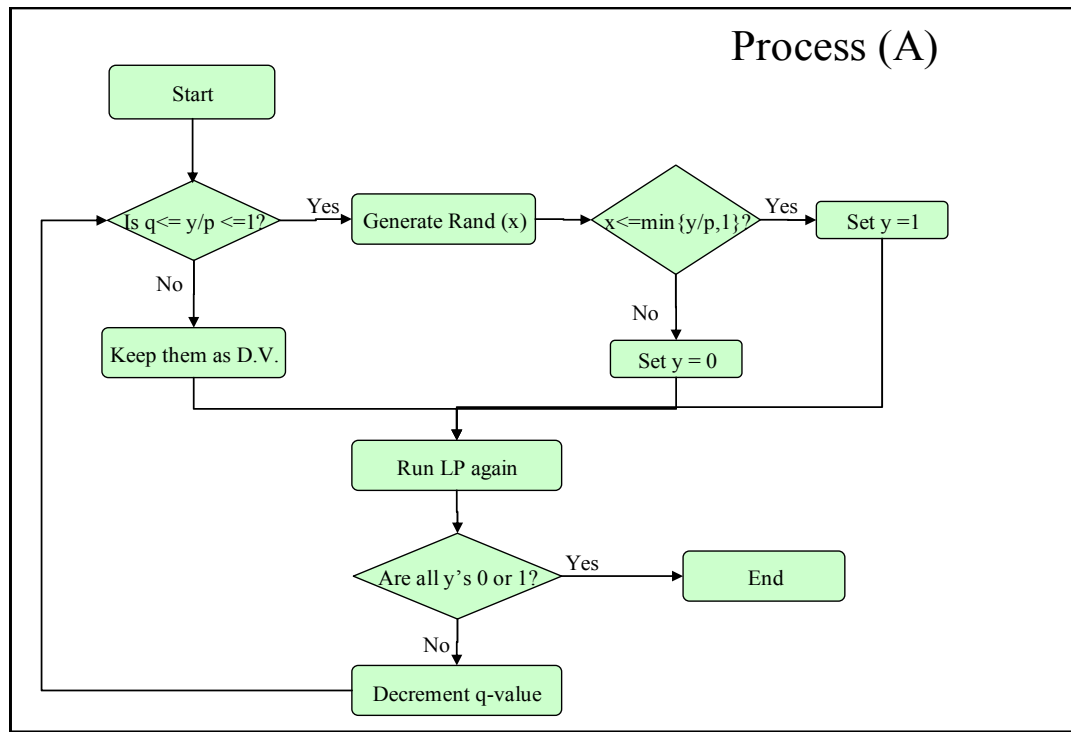 Process (A)
Start
Is q<= y/p <=1?
Yes
Generate Rand (x)
x<=min{y/p,1}?
Yes
Set y =1
No
Keep them as D.V.
No
Set y = 0
Run LP again
Are all y’s 0 or 1?
Yes
End
No
Decrement q-value